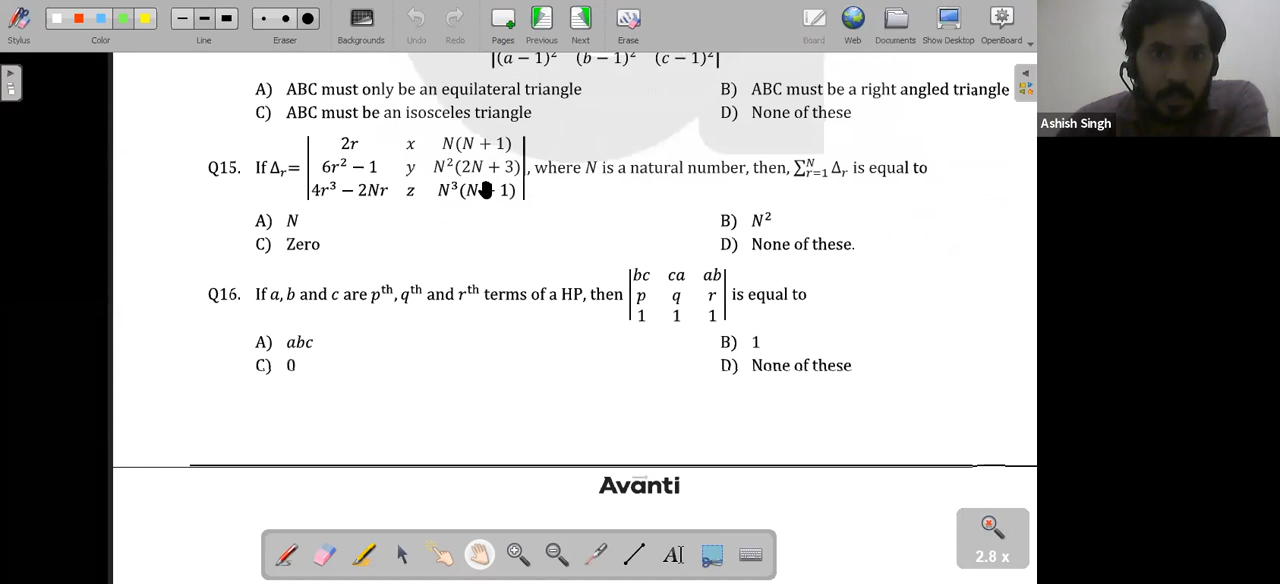 Stylus Color Line Eraser Backgrounds Undo Redo Pages Previous Next Erase Board Web Documents Show Desktop OpenBoard
|(a − 1)² (b − 1)² (c − 1)²|
A) ABC must only be an equilateral triangle B) ABC must be a right angled triangle
C) ABC must be an isosceles triangle D) None of these
Ashish Singh
2r x N(N + 1)
Q15. If Δᵣ= | 6r² − 1 y N²(2N + 3) |, where N is a natural number, then, ∑ᴺᵣ₌₁ Δᵣ is equal to
4r³ − 2Nr z N³(N 1)
A) N B) N²
C) Zero D) None of these.
bc ca ab
Q16. If a, b and c are pᵗʰ, qᵗʰ and rᵗʰ terms of a HP, then | p q r | is equal to
1 1 1
A) abc B) 1
C) 0 D) None of these
Avanti
2.8 x